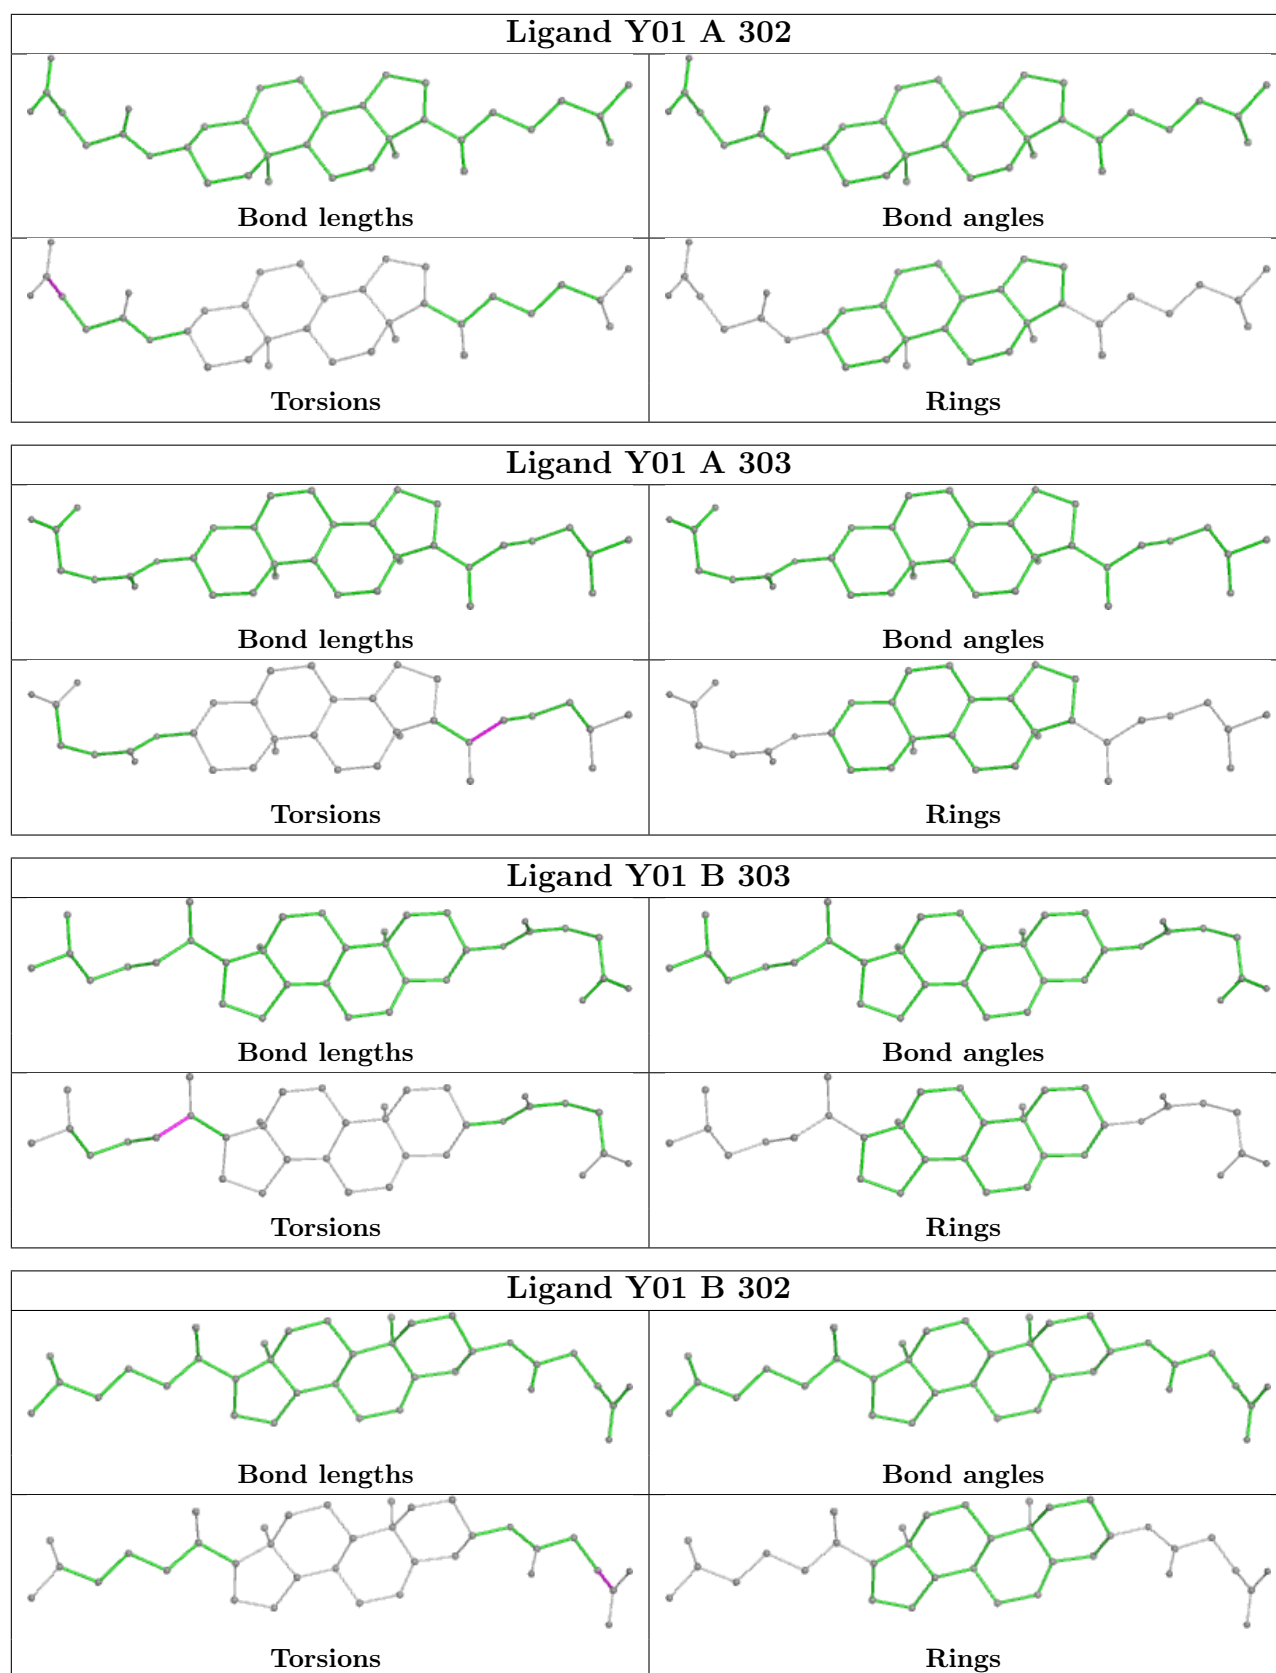 Ligand Y01 A 302
Bond lengths
Bond angles
Torsions
Rings
Ligand Y01 A 303
Bond lengths
Bond angles
Torsions
Rings
Ligand Y01 B 303
Bond lengths
Bond angles
Torsions
Rings
Ligand Y01 B 302
Bond lengths
Bond angles
Torsions
Rings